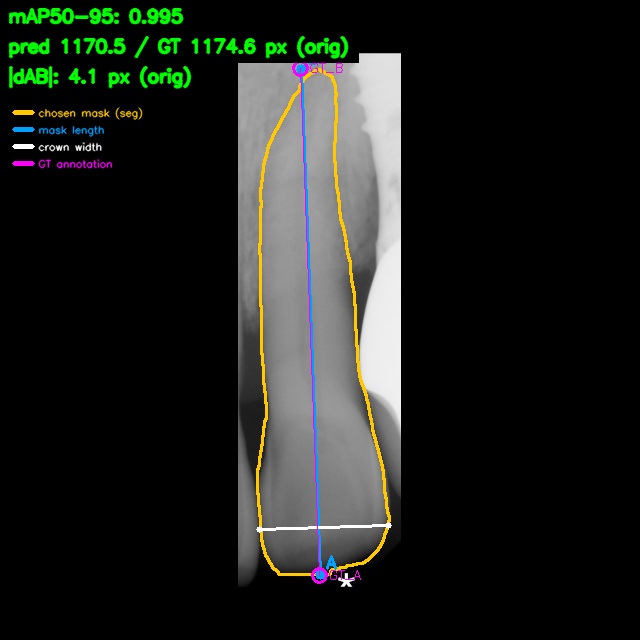 mAP50-95: 0.995
pred 1170.5 / GT 1174.6 px (orig)
|dAB|: 4.1 px (orig)
chosen mask (seg)
mask length
crown width
GT annotation
GT_B
A
GT_A